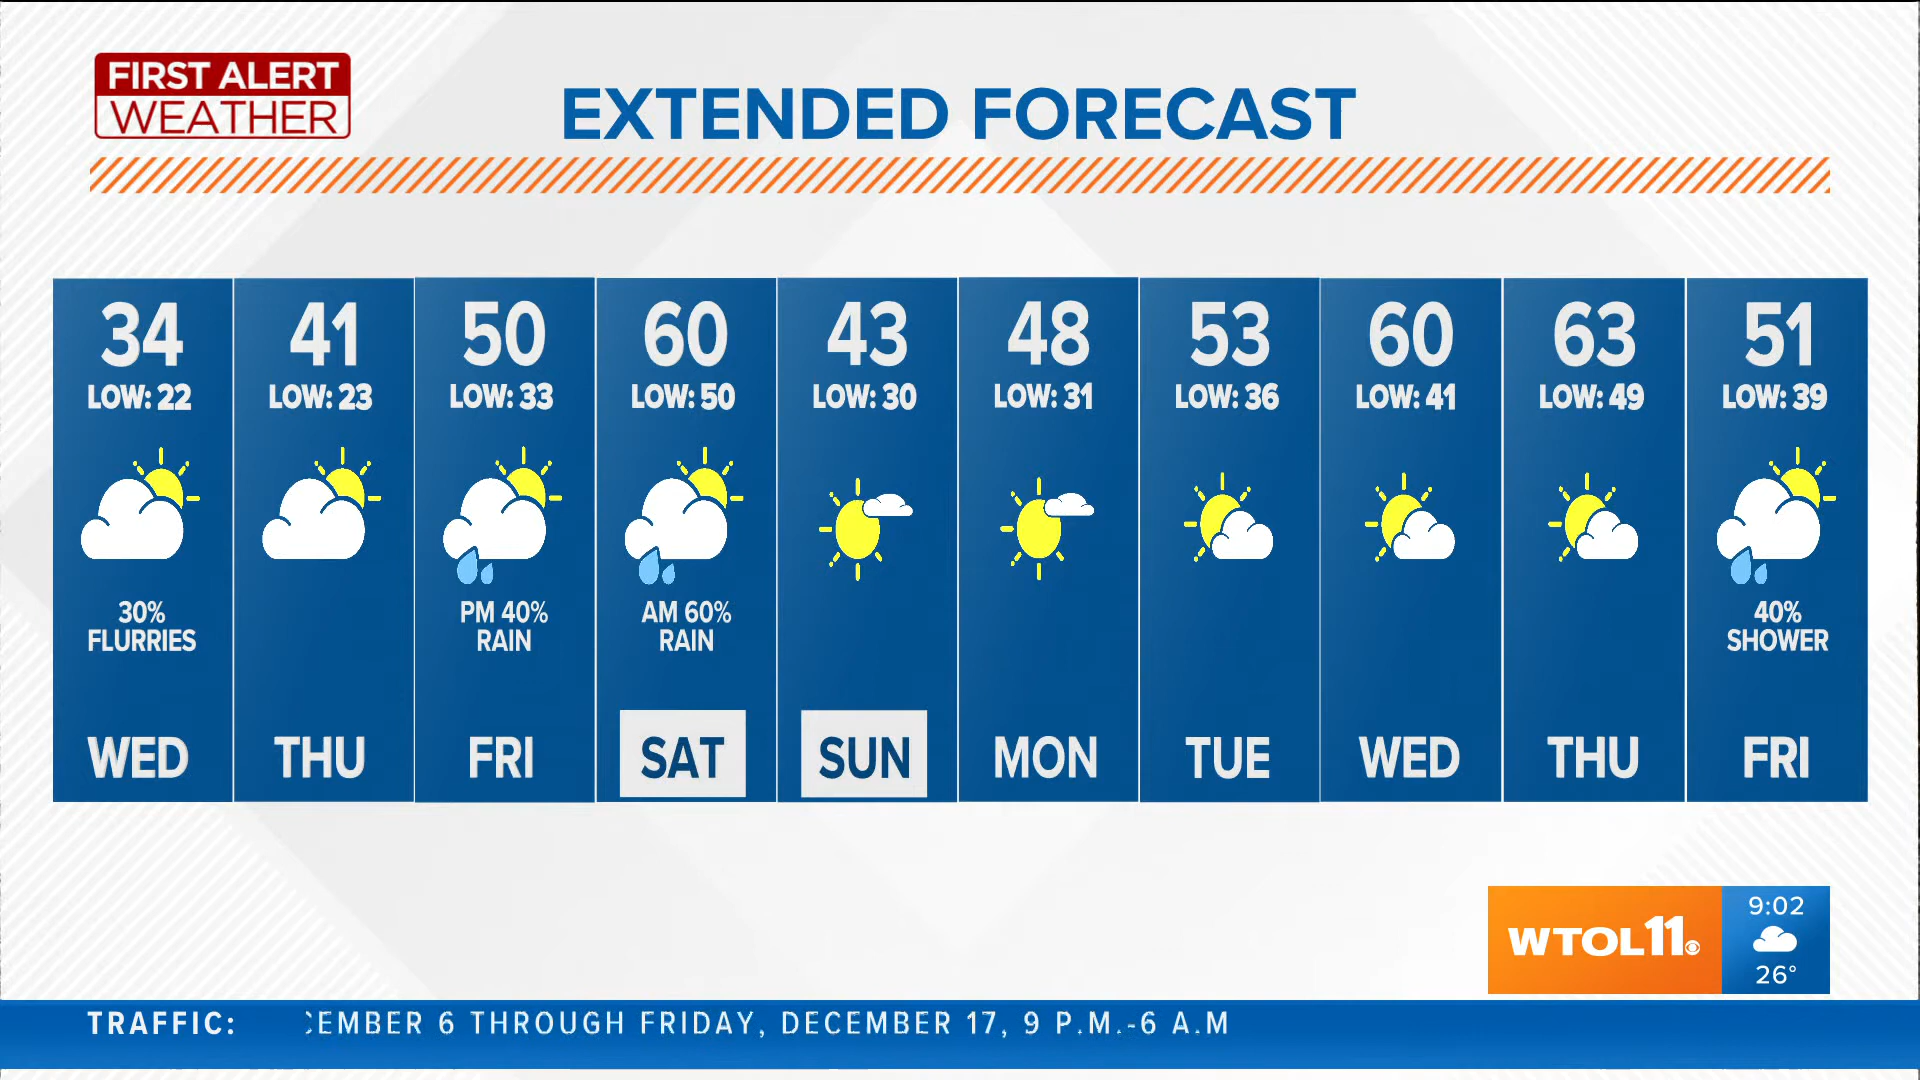 FIRST ALERT
WEATHER
EXTENDED FORECAST
34
LOW: 22
30%
FLURRIES
WED
41
LOW: 23
THU
50
LOW: 33
PM 40%
RAIN
FRI
60
LOW: 50
AM 60%
RAIN
SAT
43
LOW: 30
SUN
48
LOW: 31
MON
53
LOW: 36
TUE
60
LOW: 41
WED
63
LOW: 49
THU
51
LOW: 39
40%
SHOWER
FRI
WTOL11
9:02
26°
TRAFFIC: EMBER 6 THROUGH FRIDAY, DECEMBER 17, 9 P.M.-6 A.M